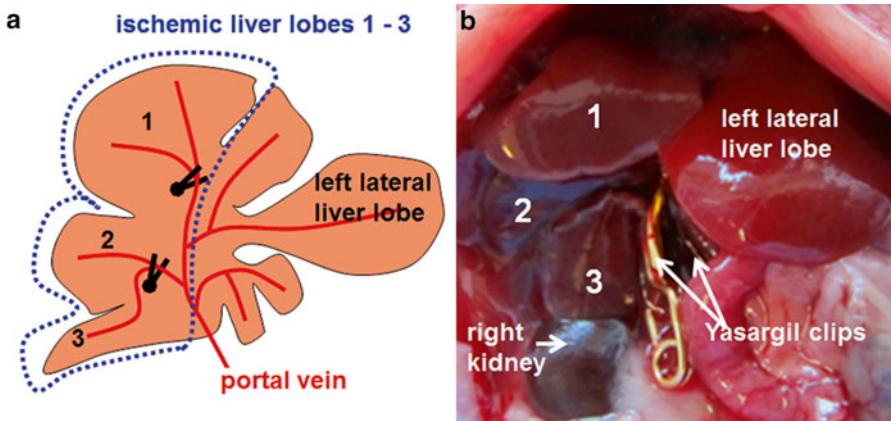 a
ischemic liver lobes 1 - 3
1
left lateral
liver lobe
2
3
portal vein
b
1
left lateral
liver lobe
2
3
right
kidney
Yasargil clips